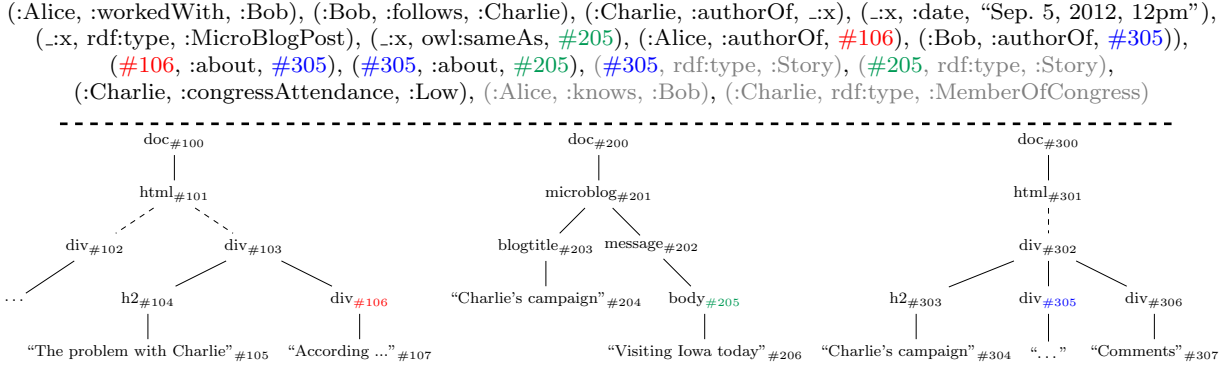 (:Alice, :workedWith, :Bob), (:Bob, :follows, :Charlie), (:Charlie, :authorOf, _:x), (_:x, :date, “Sep. 5, 2012, 12pm”),
(_:x, rdf:type, :MicroBlogPost), (_:x, owl:sameAs, #205), (:Alice, :authorOf, #106), (:Bob, :authorOf, #305)),
(#106, :about, #305), (#305, :about, #205), (#305, rdf:type, :Story), (#205, rdf:type, :Story),
(:Charlie, :congressAttendance, :Low), (:Alice, :knows, :Bob), (:Charlie, rdf:type, :MemberOfCongress)
doc#100 doc#200 doc#300
html#101 microblog#201 html#301
div#102 div#103 blogtitle#203 message#202 div#302
... h2#104 div#106 “Charlie’s campaign”#204 body#205 h2#303 div#305 div#306
“The problem with Charlie”#105 “According ...”#107 “Visiting Iowa today”#206 “Charlie’s campaign”#304 “...” “Comments”#307